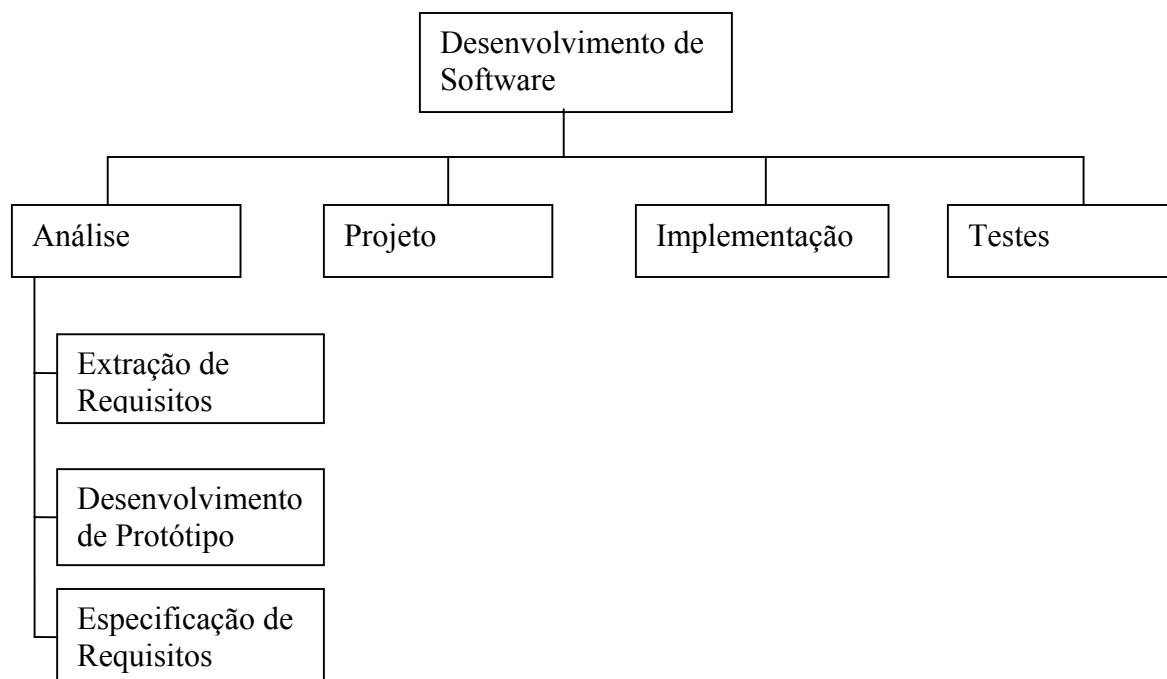 Desenvolvimento de
Software
Análise
Projeto
Implementação
Testes
Extração de
Requisitos
Desenvolvimento
de Protótipo
Especificação de
Requisitos